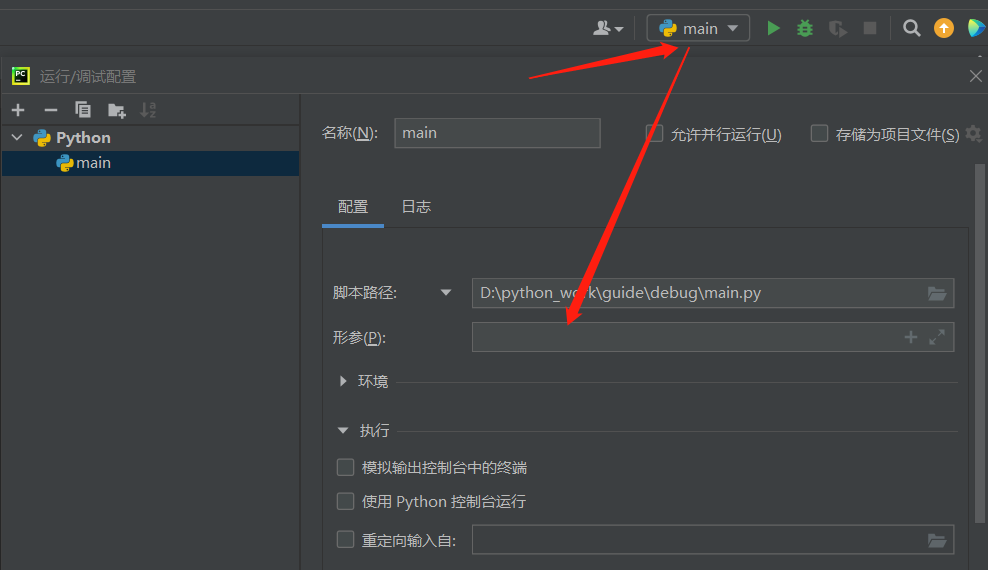 main
PC
运行/调试配置
Python
main
名称(N):
main
允许并行运行(U)
存储为项目文件(S)
配置
日志
脚本路径:
D:\python_work\guide\debug\main.py
形参(P):
环境
执行
模拟输出控制台中的终端
使用 Python 控制台运行
重定向输入自: